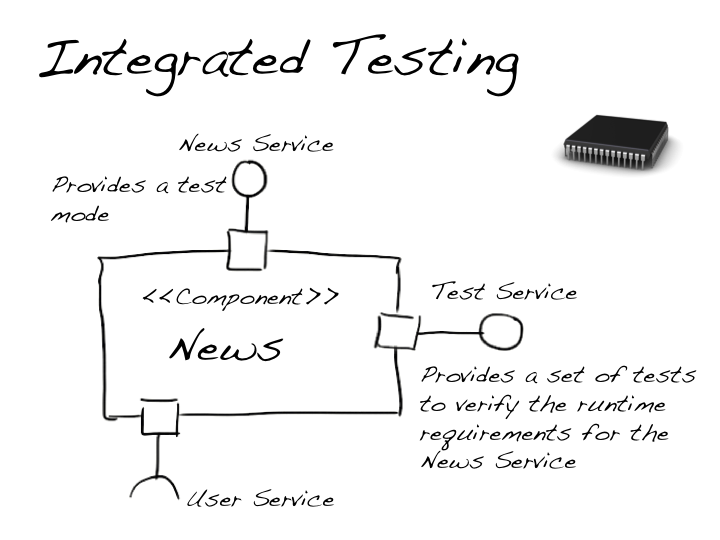 Integrated Testing
News Service
Provides a test
mode
<<Component>>
News
Test Service
Provides a set of tests
to verify the runtime
requirements for the
News Service
User Service